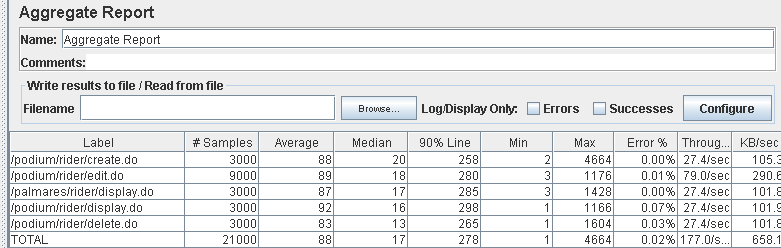 Aggregate Report
Name: Aggregate Report
Comments:
Write results to file / Read from file
Filename Browse... Log/Display Only: Errors Successes Configure
Label # Samples Average Median 90% Line Min Max Error % Throug... KB/sec
/podium/rider/create.do 3000 88 20 258 2 4664 0.00% 27.4/sec 105.3
/podium/rider/edit.do 9000 89 18 280 3 1176 0.01% 79.0/sec 290.6
/palmares/rider/display.do 3000 87 17 285 3 1428 0.00% 27.4/sec 101.8
/podium/rider/display.do 3000 92 16 298 1 1166 0.07% 27.4/sec 101.9
/podium/rider/delete.do 3000 83 13 265 1 1604 0.03% 27.4/sec 101.8
TOTAL 21000 88 17 278 1 4664 0.02% 177.0/s... 658.1